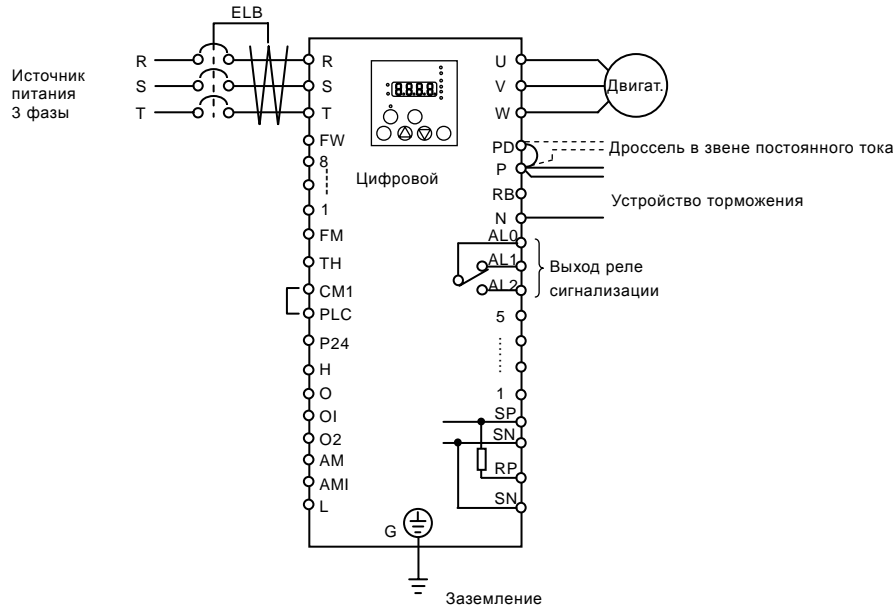 ELB
Источник
питания
3 фазы
R
S
T
R
S
T
FW
8
1
FM
TH
CM1
PLC
P24
H
O
OI
O2
AM
AMI
L
8.8.8.8
Цифровой
U
V
W
Двигат.
PD
P
RB
N
Дроссель в звене постоянного тока
Устройство торможения
AL0
AL1
AL2
Выход реле
сигнализации
5
1
SP
SN
RP
SN
G
Заземление